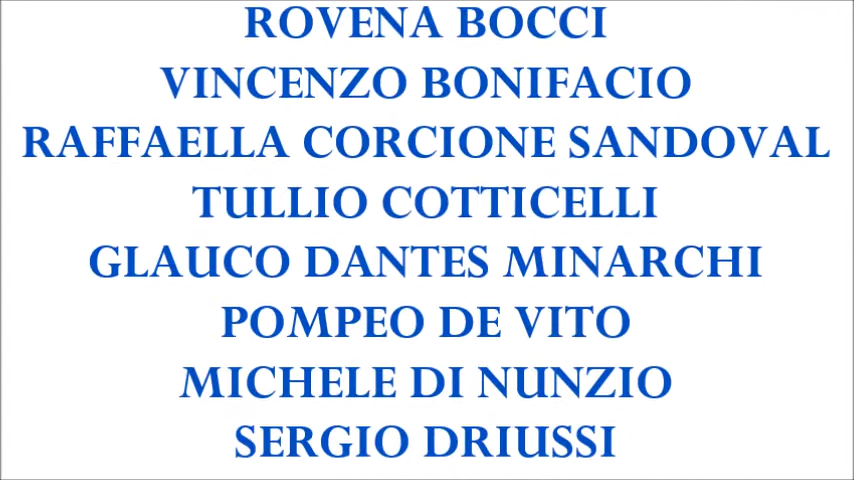 ROVENA BOCCI
VINCENZO BONIFACIO
RAFFAELLA CORCIONE SANDOVAL
TULLIO COTTICELLI
GLAUCO DANTES MINARCHI
POMPEO DE VITO
MICHELE DI NUNZIO
SERGIO DRIUSSI